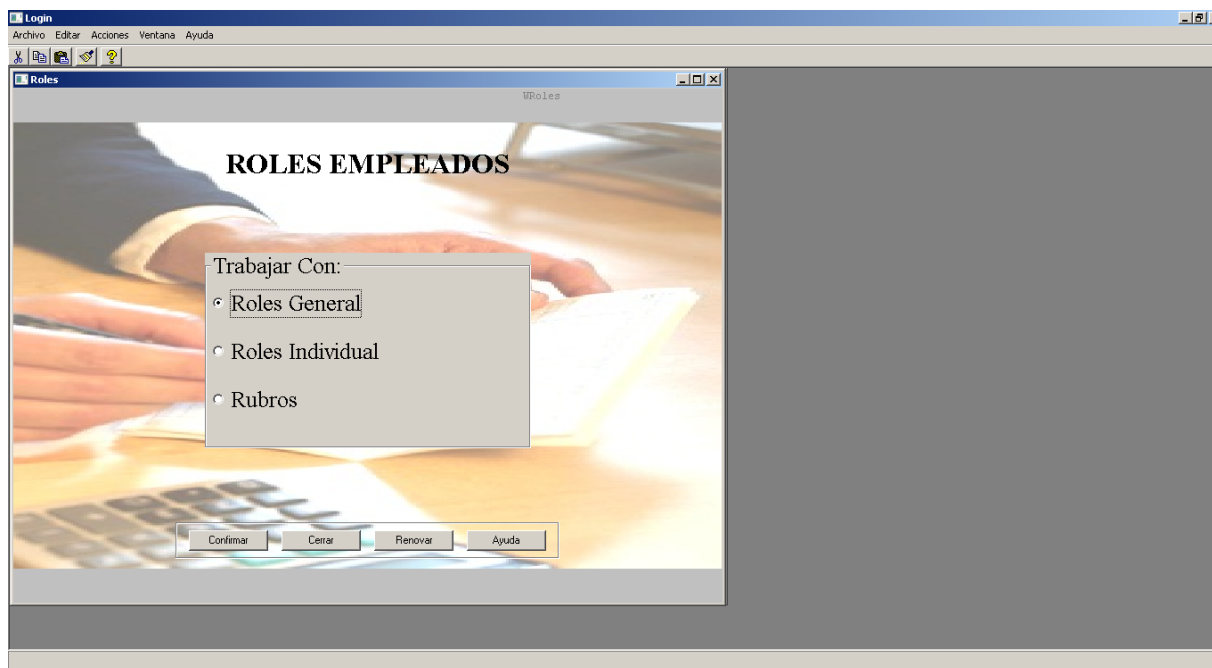 Login
Archivo Editar Acciones Ventana Ayuda
Roles
WRoles
ROLES EMPLEADOS
Trabajar Con:
Roles General
Roles Individual
Rubros
Confirmar Cerrar Renovar Ayuda